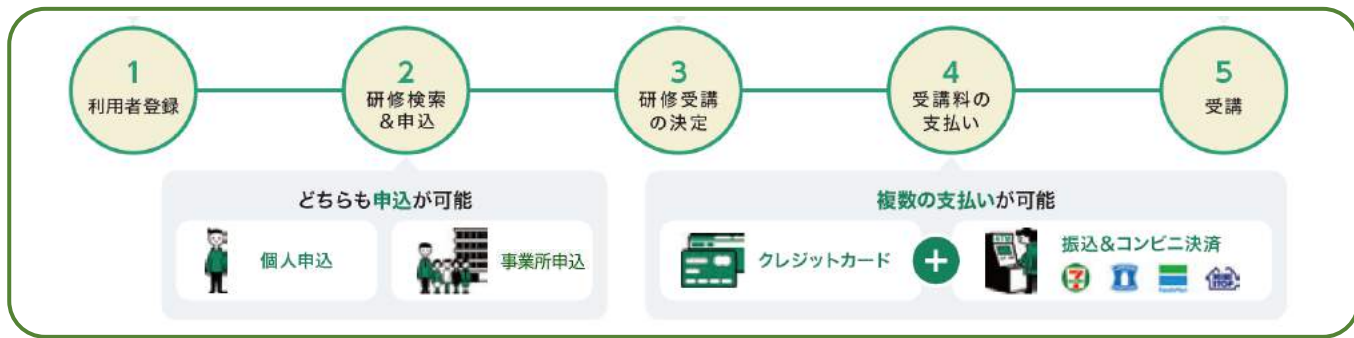 1
利用者登録
2
研修検索
&申込
3
研修受講
の決定
4
受講料の
支払い
5
受講
どちらも申込が可能
個人申込
事業所申込
複数の支払いが可能
クレジットカード
+
ATM
振込&コンビニ決済
7